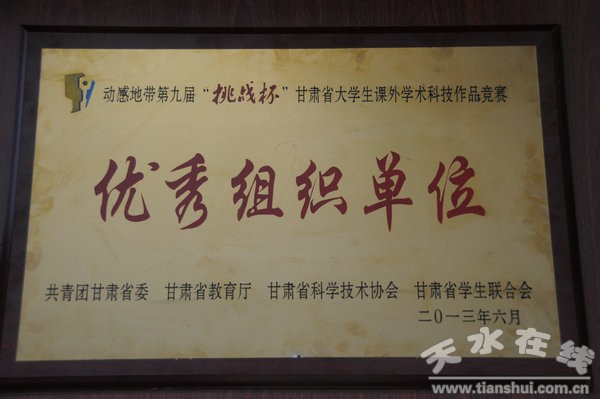 动感地带第九届“挑战杯”甘肃省大学生课外学术科技作品竞赛
优秀组织单位
共青团甘肃省委 甘肃省教育厅 甘肃省科学技术协会 甘肃省学生联合会
二〇一三年六月
天水在线
www.tianshui.com.cn